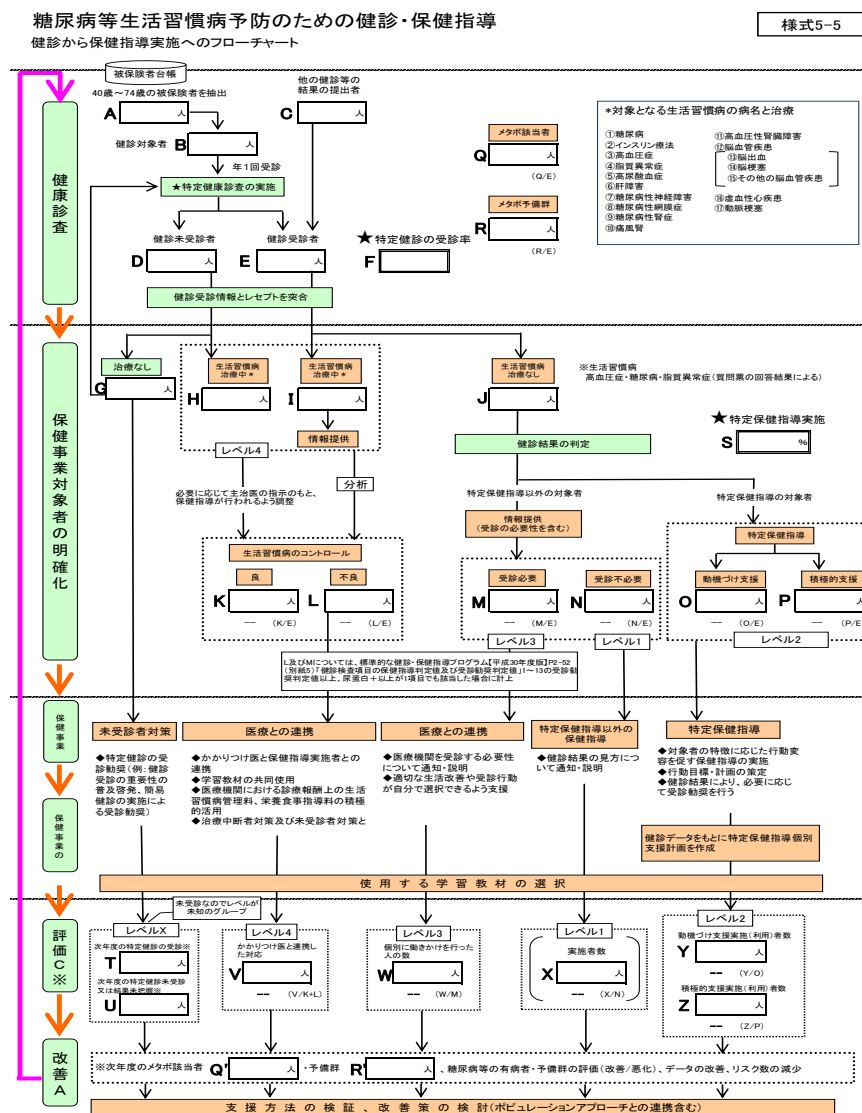 糖尿病等生活習慣病予防のための健診・保健指導
様式5-5
健診から保健指導実施へのフローチャート
被保険者台帳
40歳～74歳の被保険者を抽出
他の健診等の
結果の提出者
A 人
C 人
健診対象者 B 人
年1回受診
★特定健康診査の実施
メタボ該当者
Q 人
(Q/E)
メタボ予備群
R 人
(R/E)
*対象となる生活習慣病の病名と治療
①糖尿病
②インスリン療法
③高血圧症
④脂質異常症
⑤高尿酸血症
⑥肝障害
⑦糖尿病性神経障害
⑧糖尿病性網膜症
⑨糖尿病性腎症
⑩痛風腎
⑪高血圧性腎臓障害
⑫脳血管疾患
⑬脳出血
⑭脳梗塞
⑮その他の脳血管疾患
⑯虚血性心疾患
⑰動脈梗塞
健康診査
健診未受診者
健診受診者
★特定健診の受診率
D 人
E 人
F
健診受診情報とレセプトを突合
保健事業対象者の明確化
治療なし
G 人
生活習慣病
治療中*
H 人
生活習慣病
治療中*
I 人
情報提供
レベル4
生活習慣病
治療なし
J 人
※生活習慣病
高血圧症・糖尿病・脂質異常症(質問票の回答結果による)
★特定保健指導実施
S %
健診結果の判定
必要に応じて主治医の指示のもと、
保健指導が行われるよう調整
分析
特定保健指導以外の対象者
特定保健指導の対象者
情報提供
(受診の必要性を含む)
特定保健指導
生活習慣病のコントロール
良
不良
受診必要
受診不必要
動機づけ支援
積極的支援
K 人
L 人
M 人
N 人
O 人
P 人
-- (K/E)
-- (L/E)
-- (M/E)
-- (N/E)
-- (O/E)
-- (P/E)
レベル3
レベル1
レベル2
L及びMについては、標準的な健診・保健指導プログラム【平成30年度版】P2-52
(別紙5)「健診検査項目の保健指導判定値及び受診勧奨判定値」1～13の受診勧
奨判定値以上、尿蛋白＋以上が1項目でも該当した場合に計上
保健事業
未受診者対策
医療との連携
医療との連携
特定保健指導以外の
保健指導
特定保健指導
保健事業の
◆特定健診の受
診勧奨(例:健診
受診の重要性の
普及啓発、簡易
健診の実施によ
る受診勧奨)
◆かかりつけ医と保健指導実施者との
連携
◆学習教材の共同使用
◆医療機関における診療報酬上の生活
習慣病管理料、栄養食事指導料の積極
的活用
◆治療中断者対策及び未受診者対策と
◆医療機関を受診する必要性
について通知・説明
◆適切な生活改善や受診行動
が自分で選択できるよう支援
◆健診結果の見方につ
いて通知・説明
◆対象者の特徴に応じた行動変
容を促す保健指導の実施
◆行動目標・計画の策定
◆健診結果により、必要に応じ
て受診勧奨を行う
健診データをもとに特定保健指導個別
支援計画を作成
使用する学習教材の選択
評価C※
未受診なのでレベルが
未知のグループ
レベルX
次年度の特定健診の受診※
T 人
次年度の特定健診未受診
又は結果未把握※
U 人
レベル4
かかりつけ医と連携し
た対応
V 人
-- (V/K+L)
レベル3
個別に働きかけを行った
人の数
W 人
-- (W/M)
レベル1
実施者数
X 人
-- (X/N)
レベル2
動機づけ支援実施(利用)者数
Y 人
-- (Y/O)
積極的支援実施(利用)者数
Z 人
-- (Z/P)
改善A
※次年度のメタボ該当者 Q' 人 ・予備群 R' 人 、糖尿病等の有病者・予備群の評価(改善/悪化)、データの改善、リスク数の減少
支援方法の検証、改善策の検討(ポピュレーションアプローチとの連携含む)